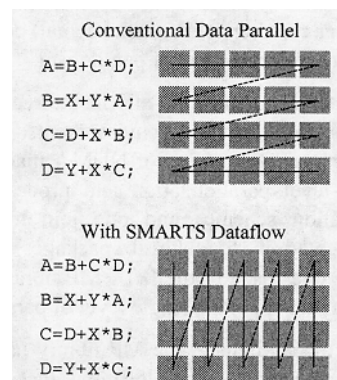 Conventional Data Parallel
A=B+C*D;
B=X+Y*A;
C=D+X*B;
D=Y+X*C;
With SMARTS Dataflow
A=B+C*D;
B=X+Y*A;
C=D+X*B;
D=Y+X*C;